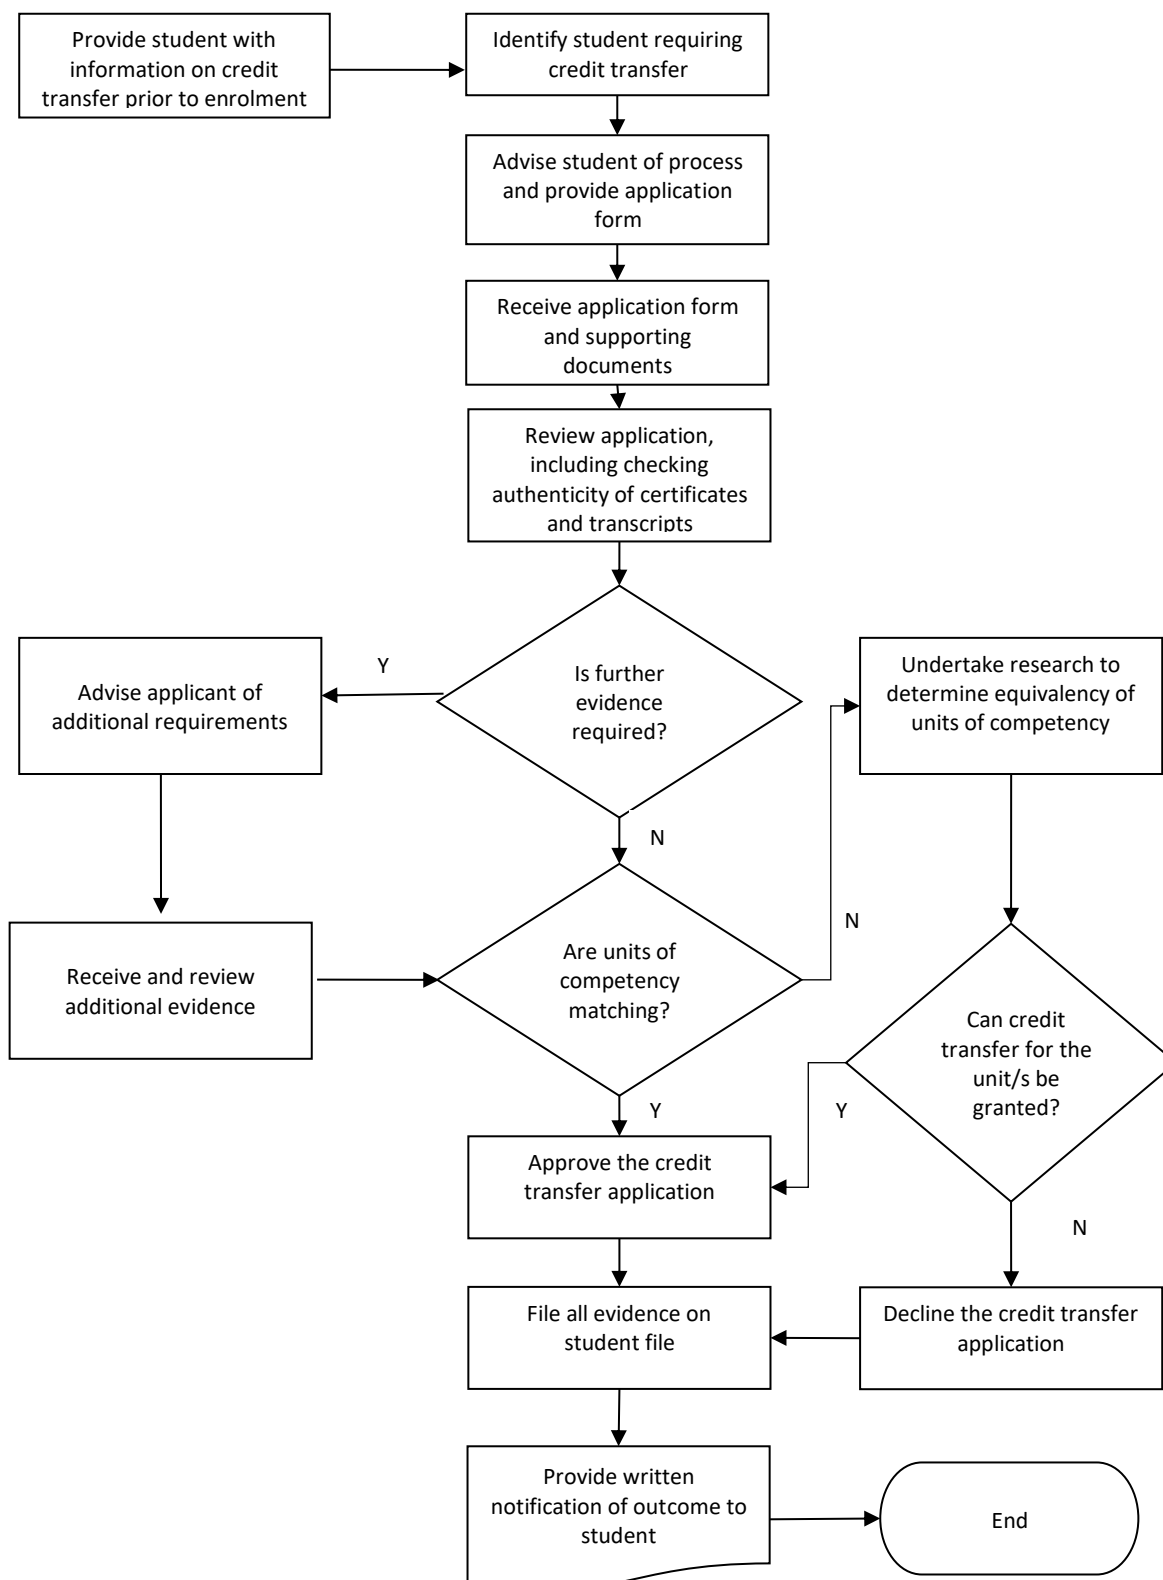 Provide student with
information on credit
transfer prior to enrolment
Identify student requiring
credit transfer
Advise student of process
and provide application
form
Receive application form
and supporting
documents
Review application,
including checking
authenticity of certificates
and transcripts
Is further
evidence
required?
Y
Advise applicant of
additional requirements
Undertake research to
determine equivalency of
units of competency
N
Receive and review
additional evidence
Are units of
competency
matching?
N
Can credit
transfer for the
unit/s be
granted?
Y
Y
Approve the credit
transfer application
N
File all evidence on
student file
Decline the credit transfer
application
Provide written
notification of outcome to
student
End